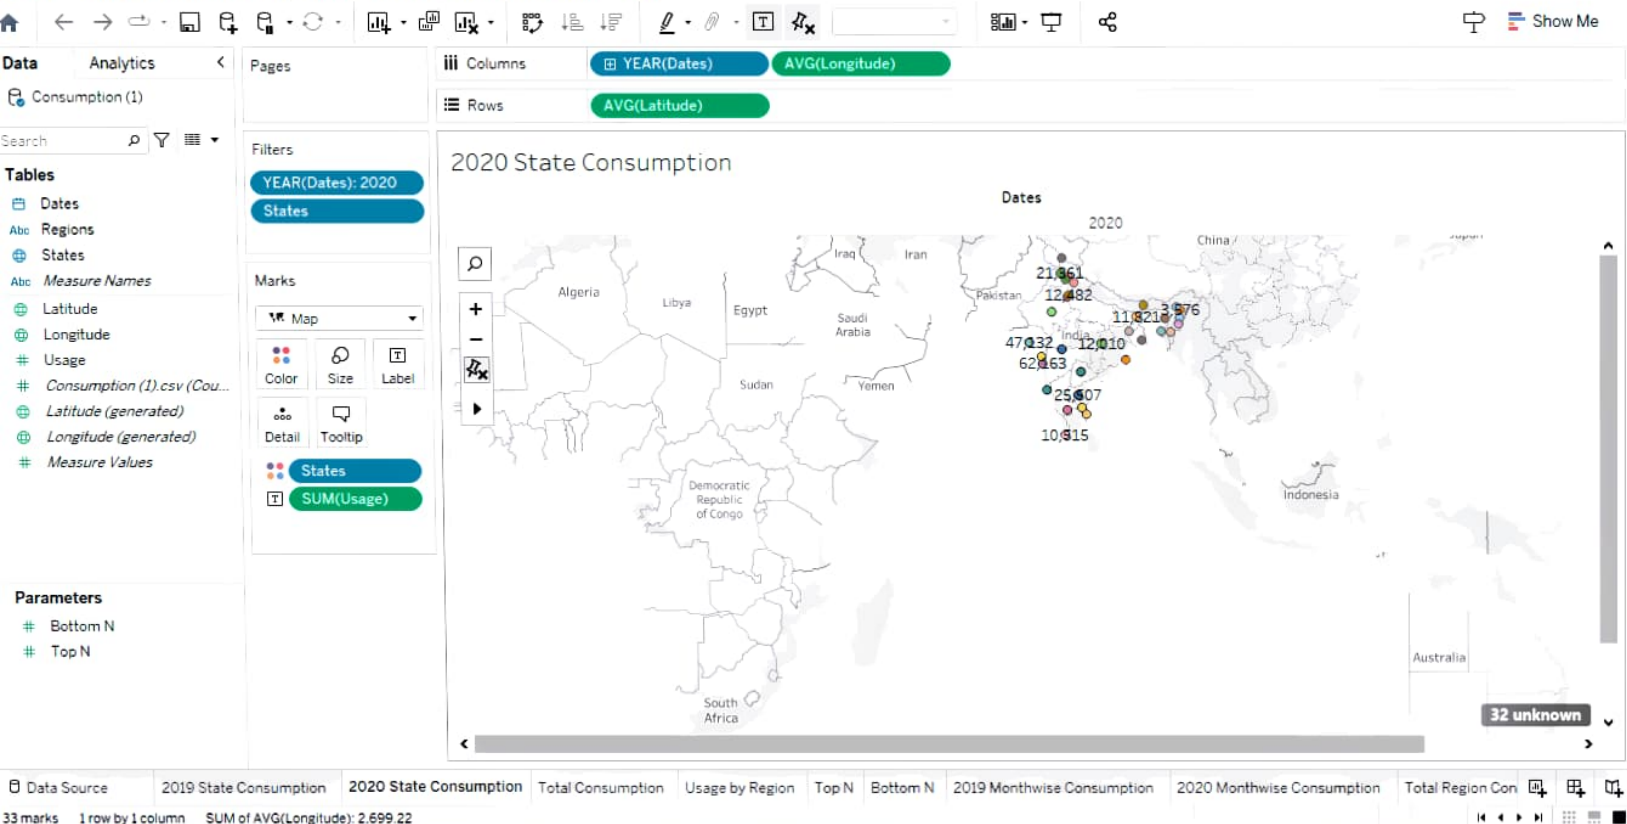 Show Me
Data
Analytics
Consumption (1)
Search
Tables
Dates
Abc Regions
States
Abc Measure Names
Latitude
Longitude
Usage
Consumption (1).csv (Cou...
Latitude (generated)
Longitude (generated)
Measure Values
Parameters
Bottom N
Top N
Pages
Filters
YEAR(Dates): 2020
States
Marks
Map
Color
Size
Label
Detail
Tooltip
States
SUM(Usage)
Columns
YEAR(Dates)
AVG(Longitude)
Rows
AVG(Latitude)
2020 State Consumption
Dates
2020
China
Iraq
Iran
Algeria
Libya
Egypt
Saudi
Arabia
Pakistan
India
Sudan
Yemen
21,361
12,482
3,576
47,132
12,010
62,163
25,507
10,315
Democratic
Republic
of Congo
Indonesia
South
Africa
Australia
32 unknown
Data Source
2019 State Consumption
2020 State Consumption
Total Consumption
Usage by Region
Top N
Bottom N
2019 Monthwise Consumption
2020 Monthwise Consumption
Total Region Con
33 marks
1 row by 1 column
SUM of AVG(Longitude): 2,699.22